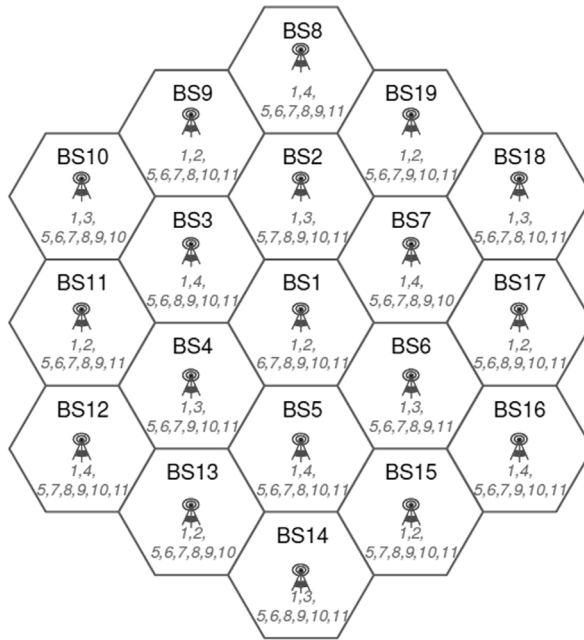 BS8
1,4,
5,6,7,8,9,11
BS9
1,2,
5,6,7,8,10,11
BS19
1,2,
5,6,7,9,10,11
BS10
1,3,
5,6,7,8,9,10
BS2
1,3,
5,7,8,9,10,11
BS18
1,3,
5,6,7,8,10,11
BS3
1,4,
5,6,8,9,10,11
BS7
1,4,
5,6,7,8,9,10
BS11
1,2,
5,6,7,8,9,11
BS1
1,2,
6,7,8,9,10,11
BS17
1,2,
5,6,8,9,10,11
BS4
1,3,
5,6,7,9,10,11
BS6
1,3,
5,6,7,8,9,11
BS12
1,4,
5,7,8,9,10,11
BS5
1,4,
5,6,7,8,10,11
BS16
1,4,
5,6,7,9,10,11
BS13
1,2,
5,6,7,8,9,10
BS15
1,2,
5,7,8,9,10,11
BS14
1,3,
5,6,8,9,10,11